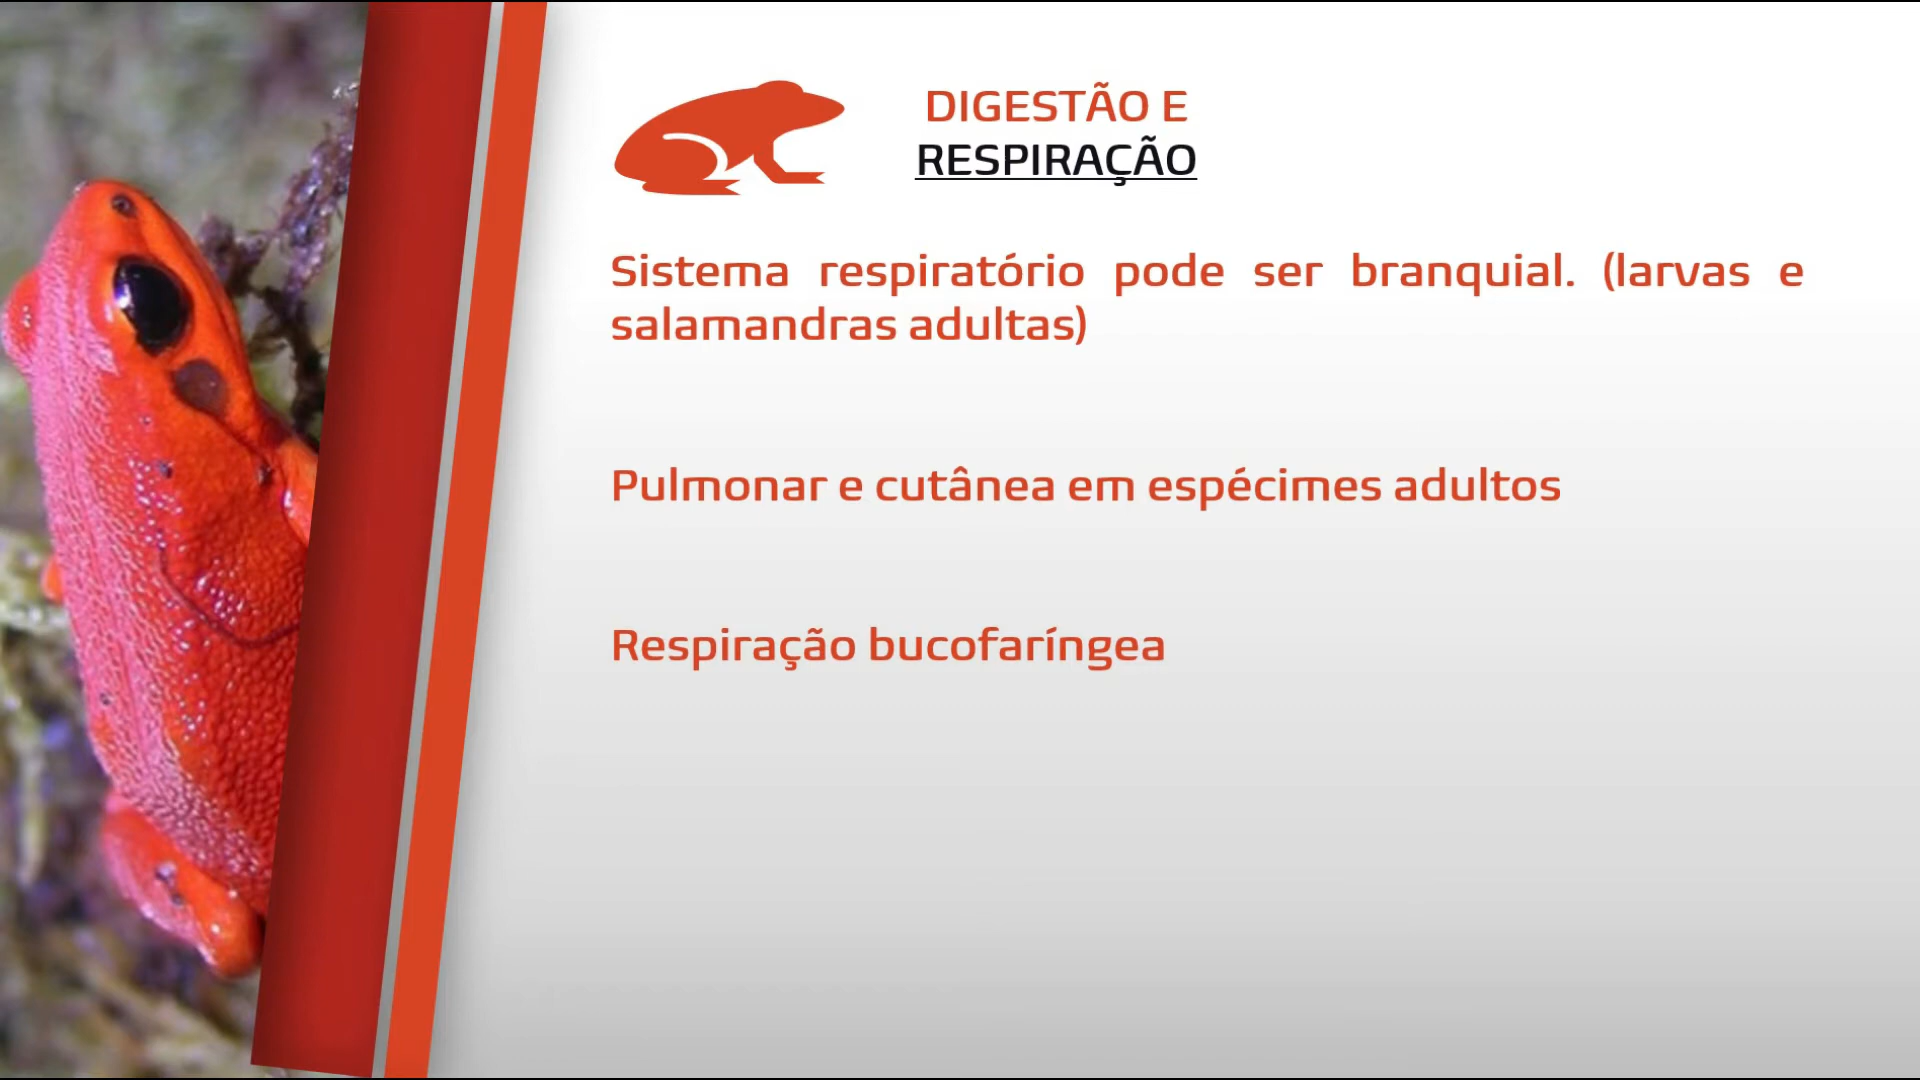 DIGESTÃO E
RESPIRAÇÃO
Sistema respiratório pode ser branquial. (larvas e
salamandras adultas)
Pulmonar e cutânea em espécimes adultos
Respiração bucofaríngea